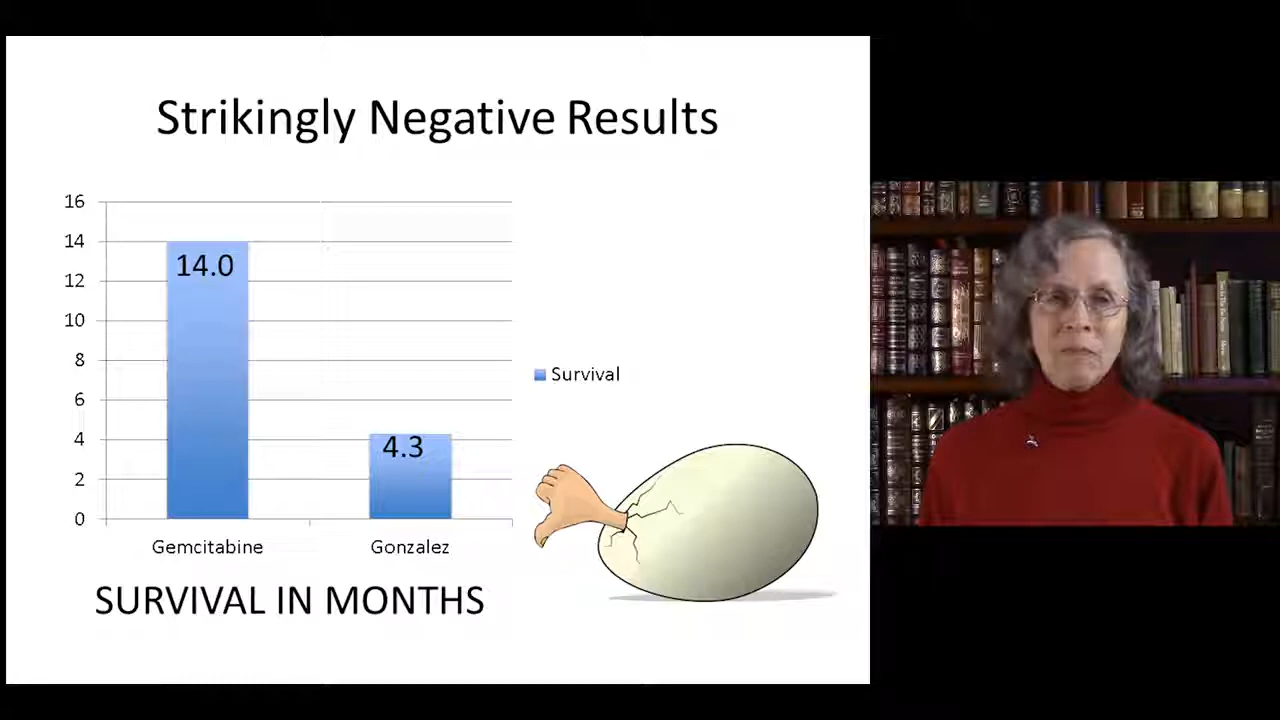 Strikingly Negative Results
16
14
12
10
8
6
4
2
0
14.0
4.3
Survival
Gemcitabine Gonzalez
SURVIVAL IN MONTHS